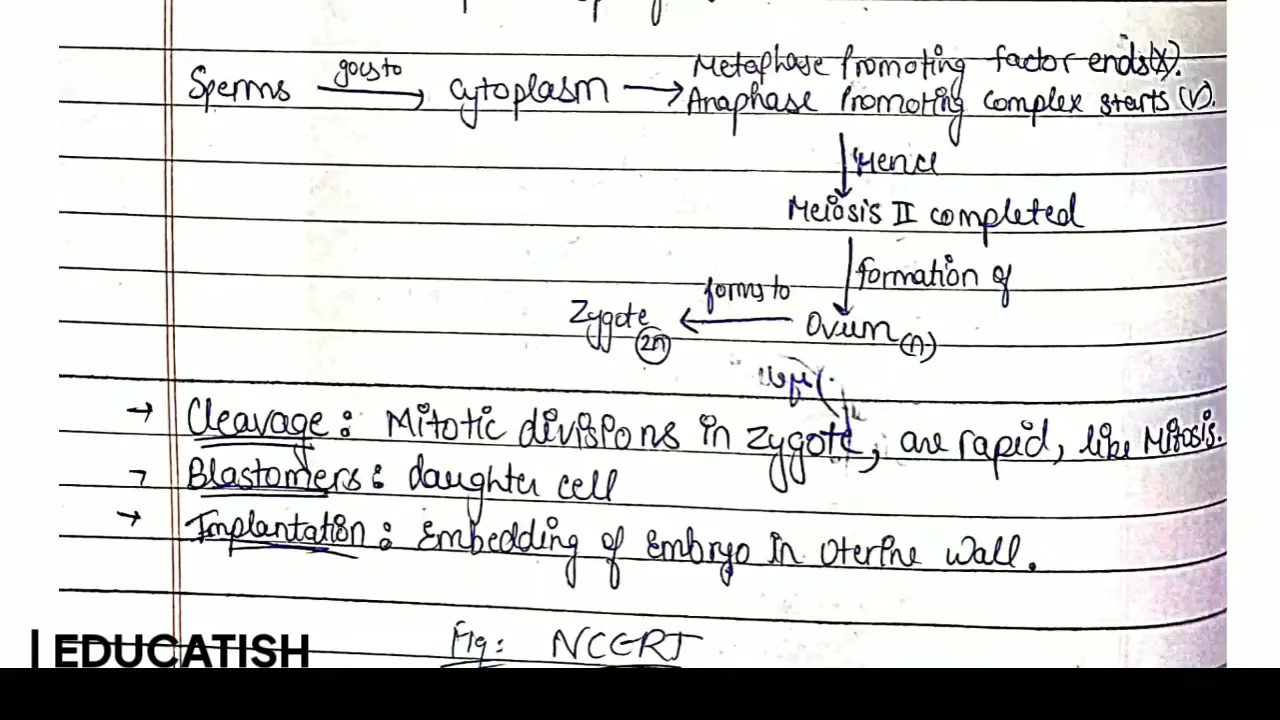 goes to
Sperms → cytoplasm → Metaphase Promoting factor ends(x).
Anaphase Promoting complex starts (✓).
↓ Hence
Meiosis II completed
↓ formation of
Zygote (2n) ← forms to Ovum (n)
→ Cleavage : Mitotic divisions in zygote, are rapid, like Mitosis.
→ Blastomers : daughter cell
→ Implantation : Embedding of Embryo in Uterine Wall.
Fig: NCERT
| EDUCATISH